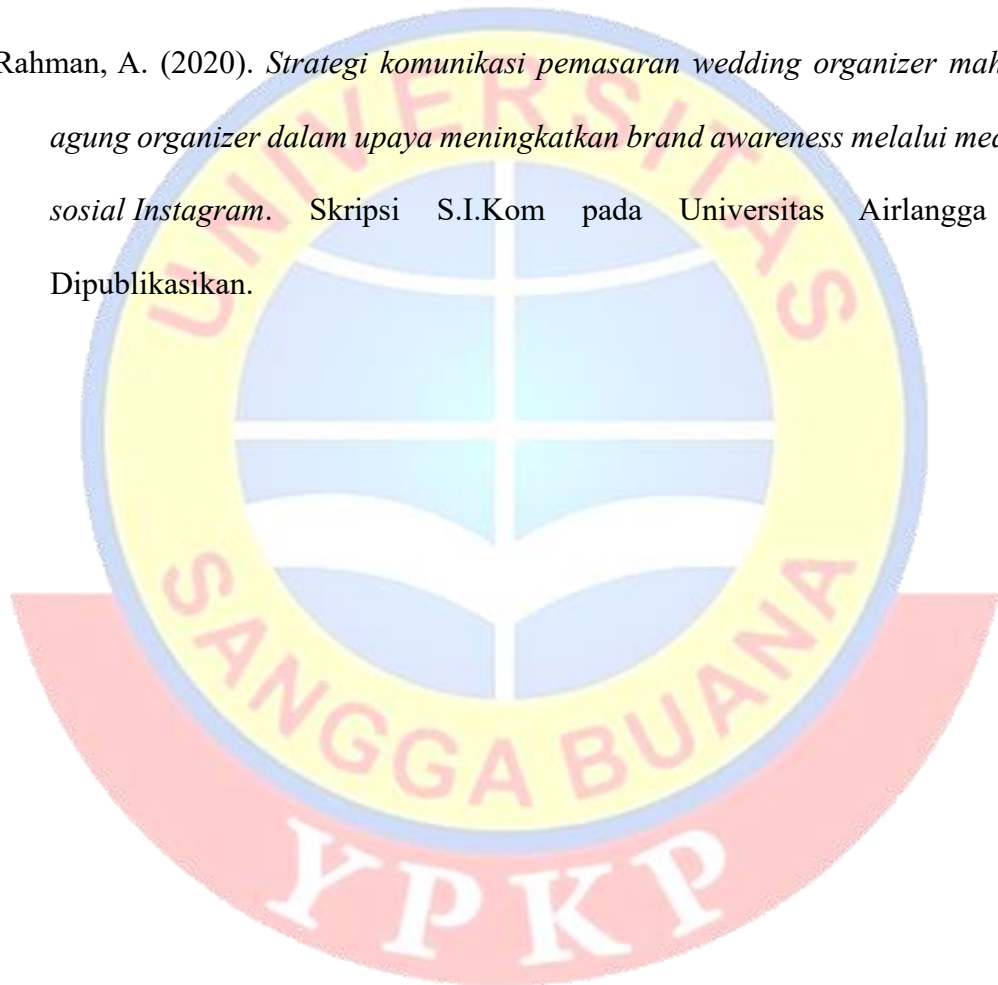 Rahman, A. (2020). Strategi komunikasi pemasaran wedding organizer mah
agung organizer dalam upaya meningkatkan brand awareness melalui me
sosial Instagram. Skripsi S.I.Kom pada Universitas Airlangga
Dipublikasikan.
UNIVERSITAS
SANGGA BUANA
YPKP